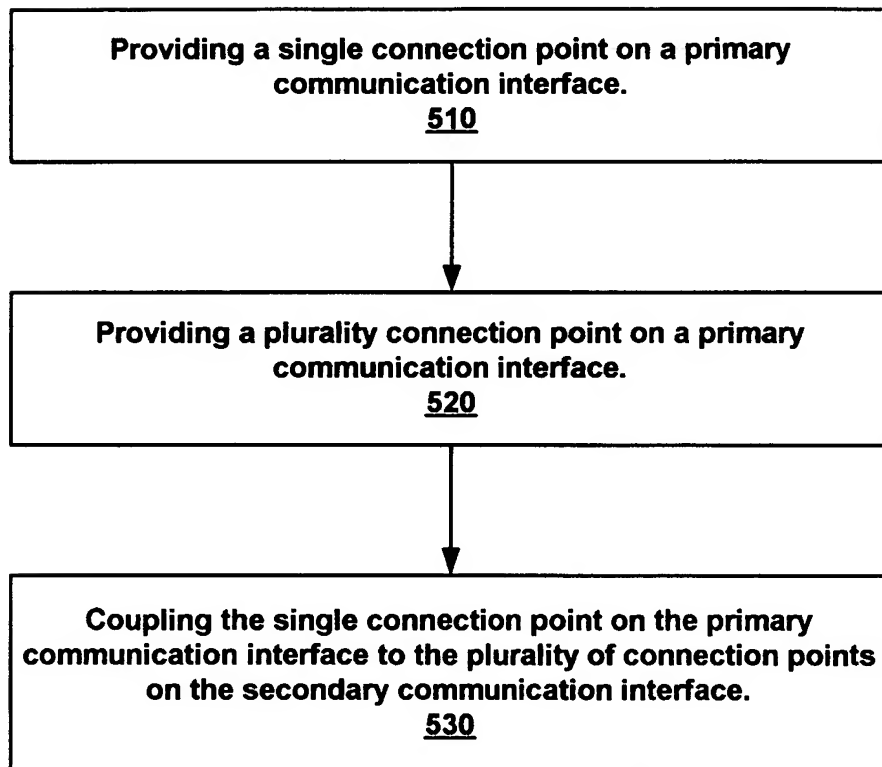 Providing a single connection point on a primary
communication interface.
510
Providing a plurality connection point on a primary
communication interface.
520
Coupling the single connection point on the primary
communication interface to the plurality of connection points
on the secondary communication interface.
530